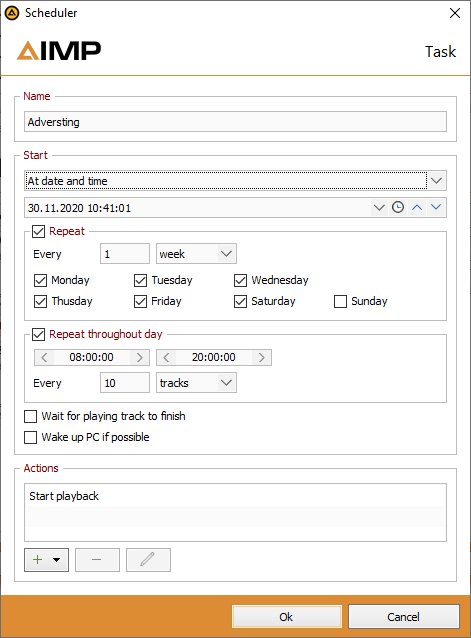 Scheduler
AIMP
Task
Name
Adversting
Start
At date and time
30.11.2020 10:41:01
Repeat
Every 1 week
Monday Tuesday Wednesday
Thusday Friday Saturday Sunday
Repeat throughout day
08:00:00 20:00:00
Every 10 tracks
Wait for playing track to finish
Wake up PC if possible
Actions
Start playback
Ok Cancel